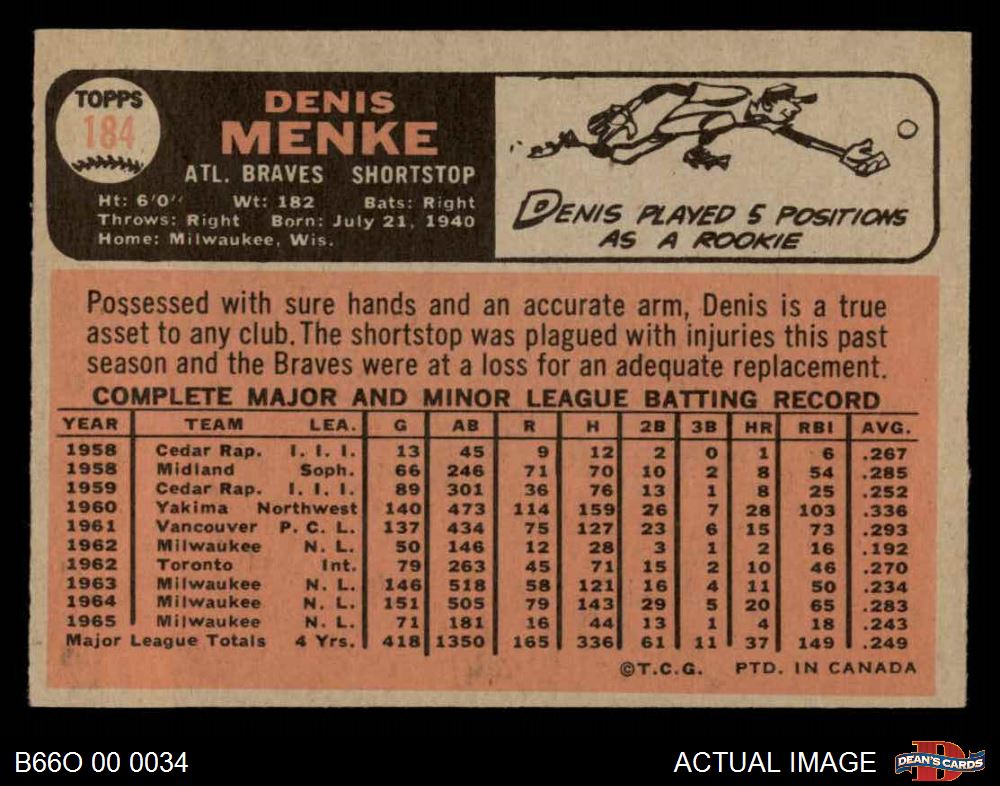 TOPPS
184
DENIS
MENKE
ATL. BRAVES SHORTSTOP
Ht: 6'0" Wt: 182 Bats: Right
Throws: Right Born: July 21, 1940
Home: Milwaukee, Wis.
DENIS PLAYED 5 POSITIONS
AS A ROOKIE
Possessed with sure hands and an accurate arm, Denis is a true
asset to any club. The shortstop was plagued with injuries this past
season and the Braves were at a loss for an adequate replacement.
COMPLETE MAJOR AND MINOR LEAGUE BATTING RECORD
YEAR TEAM LEA. G AB R H 2B 3B HR RBI AVG.
1958 Cedar Rap. I. I. I. 13 45 9 12 2 0 1 6 .267
1958 Midland Soph. 66 246 71 70 10 2 8 54 .285
1959 Cedar Rap. I. I. I. 89 301 36 76 13 1 8 25 .252
1960 Yakima Northwest 140 473 114 159 26 7 28 103 .336
1961 Vancouver P. C. L. 137 434 75 127 23 6 15 73 .293
1962 Milwaukee N. L. 50 146 12 28 3 1 2 16 .192
1962 Toronto Int. 79 263 45 71 15 2 10 46 .270
1963 Milwaukee N. L. 146 518 58 121 16 4 11 50 .234
1964 Milwaukee N. L. 151 505 79 143 29 5 20 65 .283
1965 Milwaukee N. L. 71 181 16 44 13 1 4 18 .243
Major League Totals 4 Yrs. 418 1350 165 336 61 11 37 149 .249
©T.C.G. PTD. IN CANADA
B66O 00 0034
ACTUAL IMAGE
DEAN'S CARDS